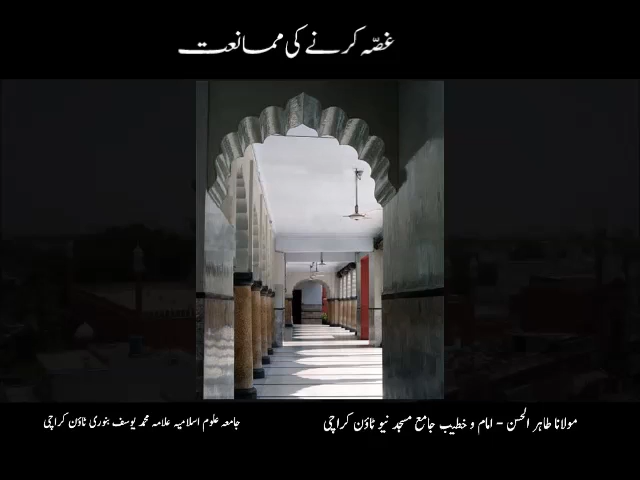 غصّہ کرنے کی ممانعت
مولانا طاہر الحسن - امام و خطیب جامع مسجد نیو ٹاؤن کراچی
جامعہ علوم اسلامیہ علامہ محمد یوسف بنوری ٹاؤن کراچی